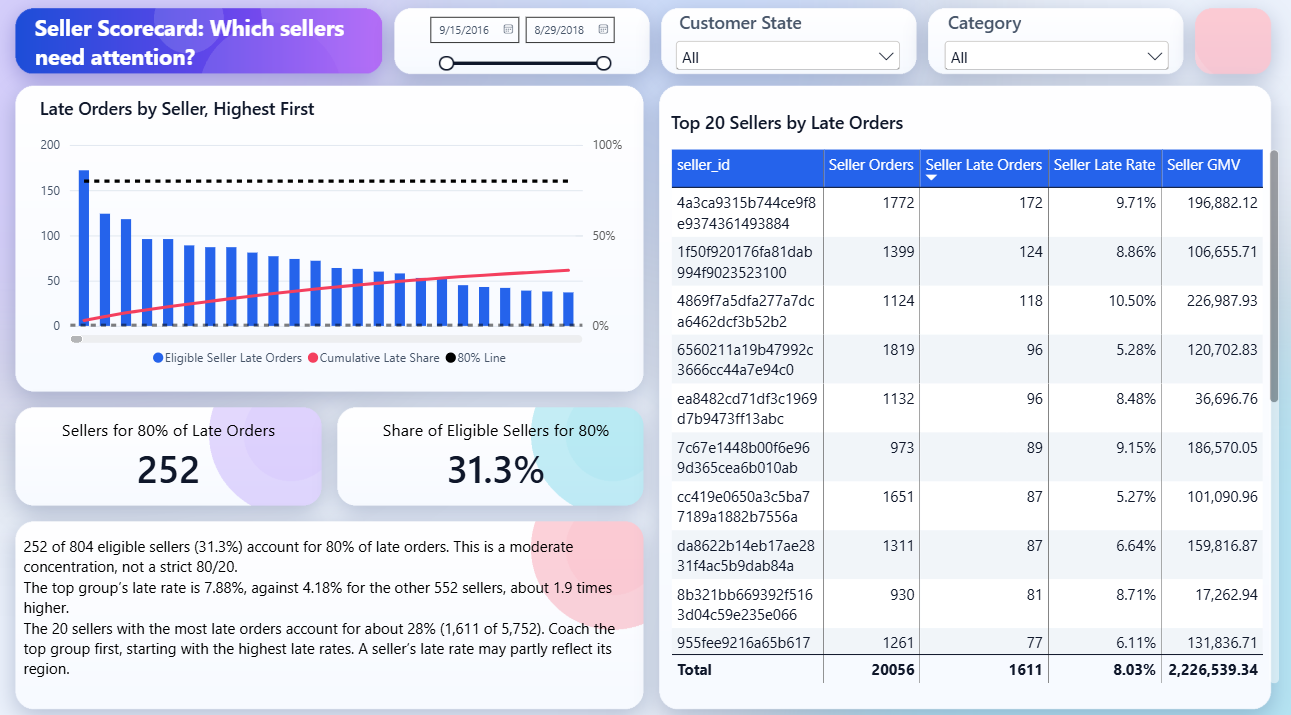 Seller Scorecard: Which sellers
need attention?
9/15/2016
8/29/2018
Customer State
All
Category
All
Late Orders by Seller, Highest First
200
150
100
50
0
100%
50%
0%
Eligible Seller Late Orders
Cumulative Late Share
80% Line
Sellers for 80% of Late Orders
252
Share of Eligible Sellers for 80%
31.3%
252 of 804 eligible sellers (31.3%) account for 80% of late orders. This is a moderate
concentration, not a strict 80/20.
The top group's late rate is 7.88%, against 4.18% for the other 552 sellers, about 1.9 times
higher.
The 20 sellers with the most late orders account for about 28% (1,611 of 5,752). Coach the
top group first, starting with the highest late rates. A seller's late rate may partly reflect its
region.
Top 20 Sellers by Late Orders
seller_id Seller Orders Seller Late Orders Seller Late Rate Seller GMV
4a3ca9315b744ce9f8 1772 172 9.71% 196,882.12
e9374361493884
1f50f920176fa81dab 1399 124 8.86% 106,655.71
994f9023523100
4869f7a5dfa277a7dc 1124 118 10.50% 226,987.93
a6462dcf3b52b2
6560211a19b47992c 1819 96 5.28% 120,702.83
3666cc44a7e94c0
ea8482cd71df3c1969 1132 96 8.48% 36,696.76
d7b9473ff13abc
7c67e1448b00f6e96 973 89 9.15% 186,570.05
9d365cea6b010ab
cc419e0650a3c5ba7 1651 87 5.27% 101,090.96
7189a1882b7556a
da8622b14eb17ae28 1311 87 6.64% 159,816.87
31f4ac5b9dab84a
8b321bb669392f516 930 81 8.71% 17,262.94
3d04c59e235e066
955fee9216a65b617 1261 77 6.11% 131,836.71
Total 20056 1611 8.03% 2,226,539.34